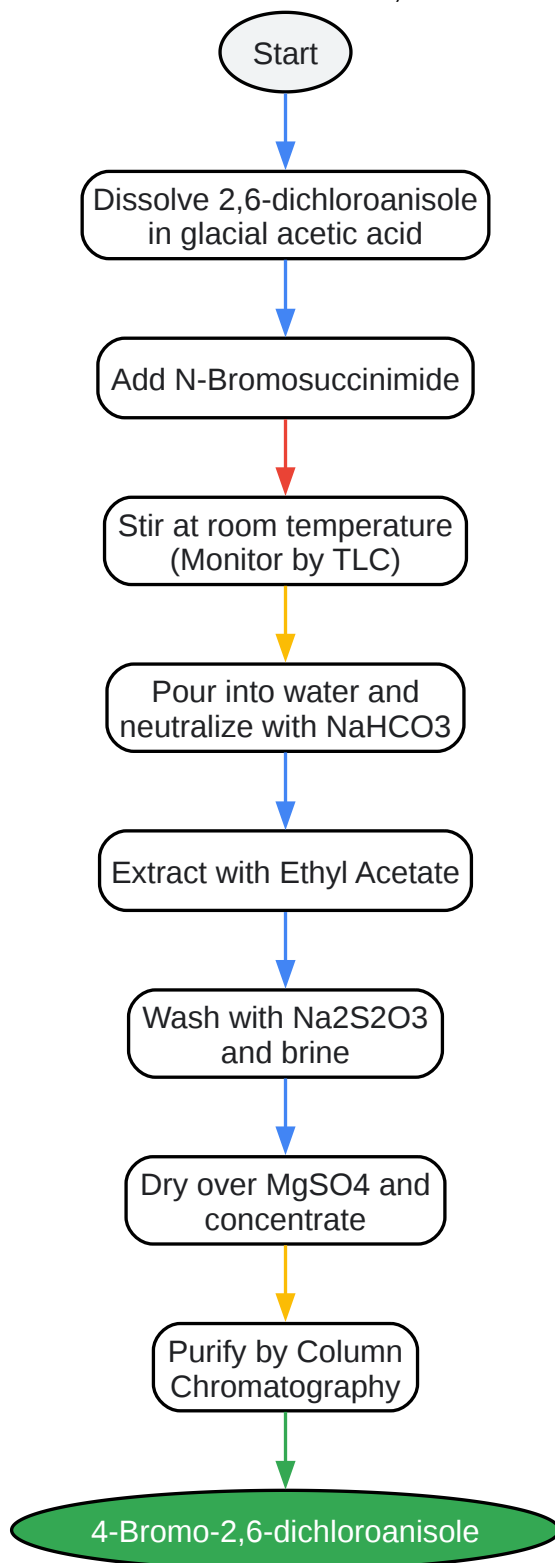 Start
Dissolve 2,6-dichloroanisole
in glacial acetic acid
Add N-Bromosuccinimide
Stir at room temperature
(Monitor by TLC)
Pour into water and
neutralize with NaHCO3
Extract with Ethyl Acetate
Wash with Na2S2O3
and brine
Dry over MgSO4 and
concentrate
Purify by Column
Chromatography
4-Bromo-2,6-dichloroanisole